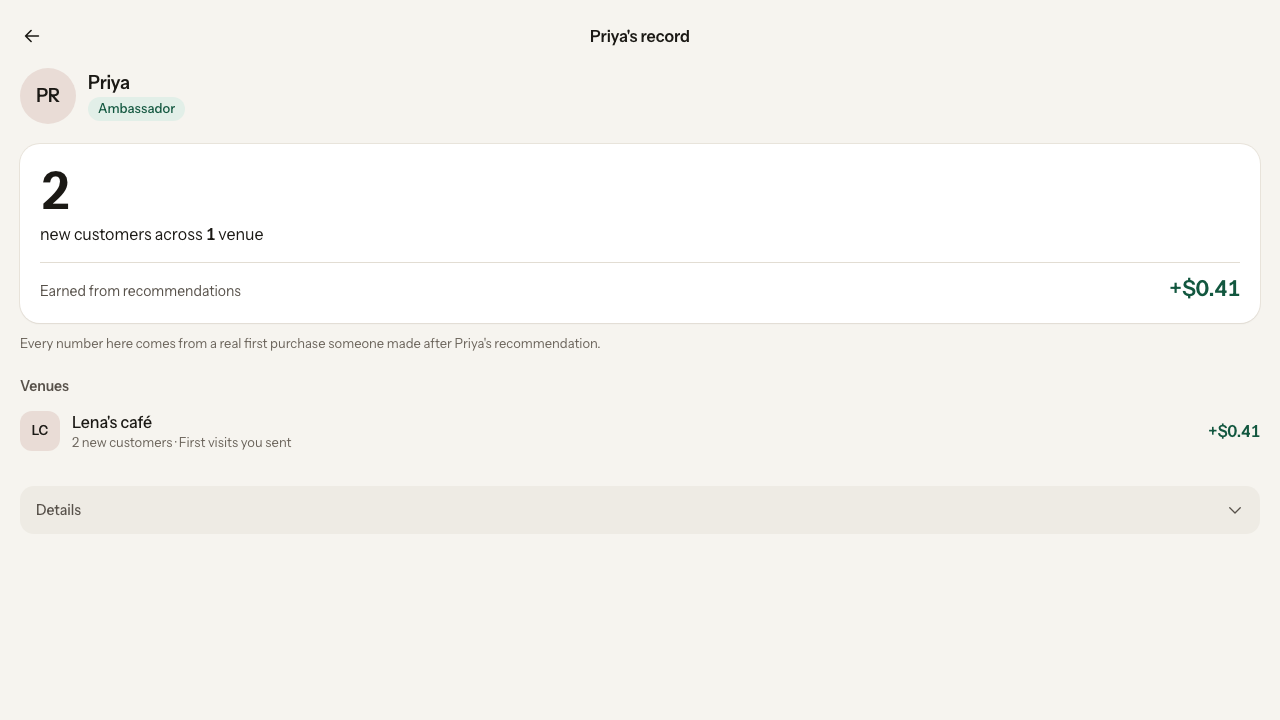 Priya's record
PR
Priya
Ambassador
2
new customers across 1 venue
Earned from recommendations
+$0.41
Every number here comes from a real first purchase someone made after Priya's recommendation.
Venues
LC
Lena's café
2 new customers · First visits you sent
+$0.41
Details